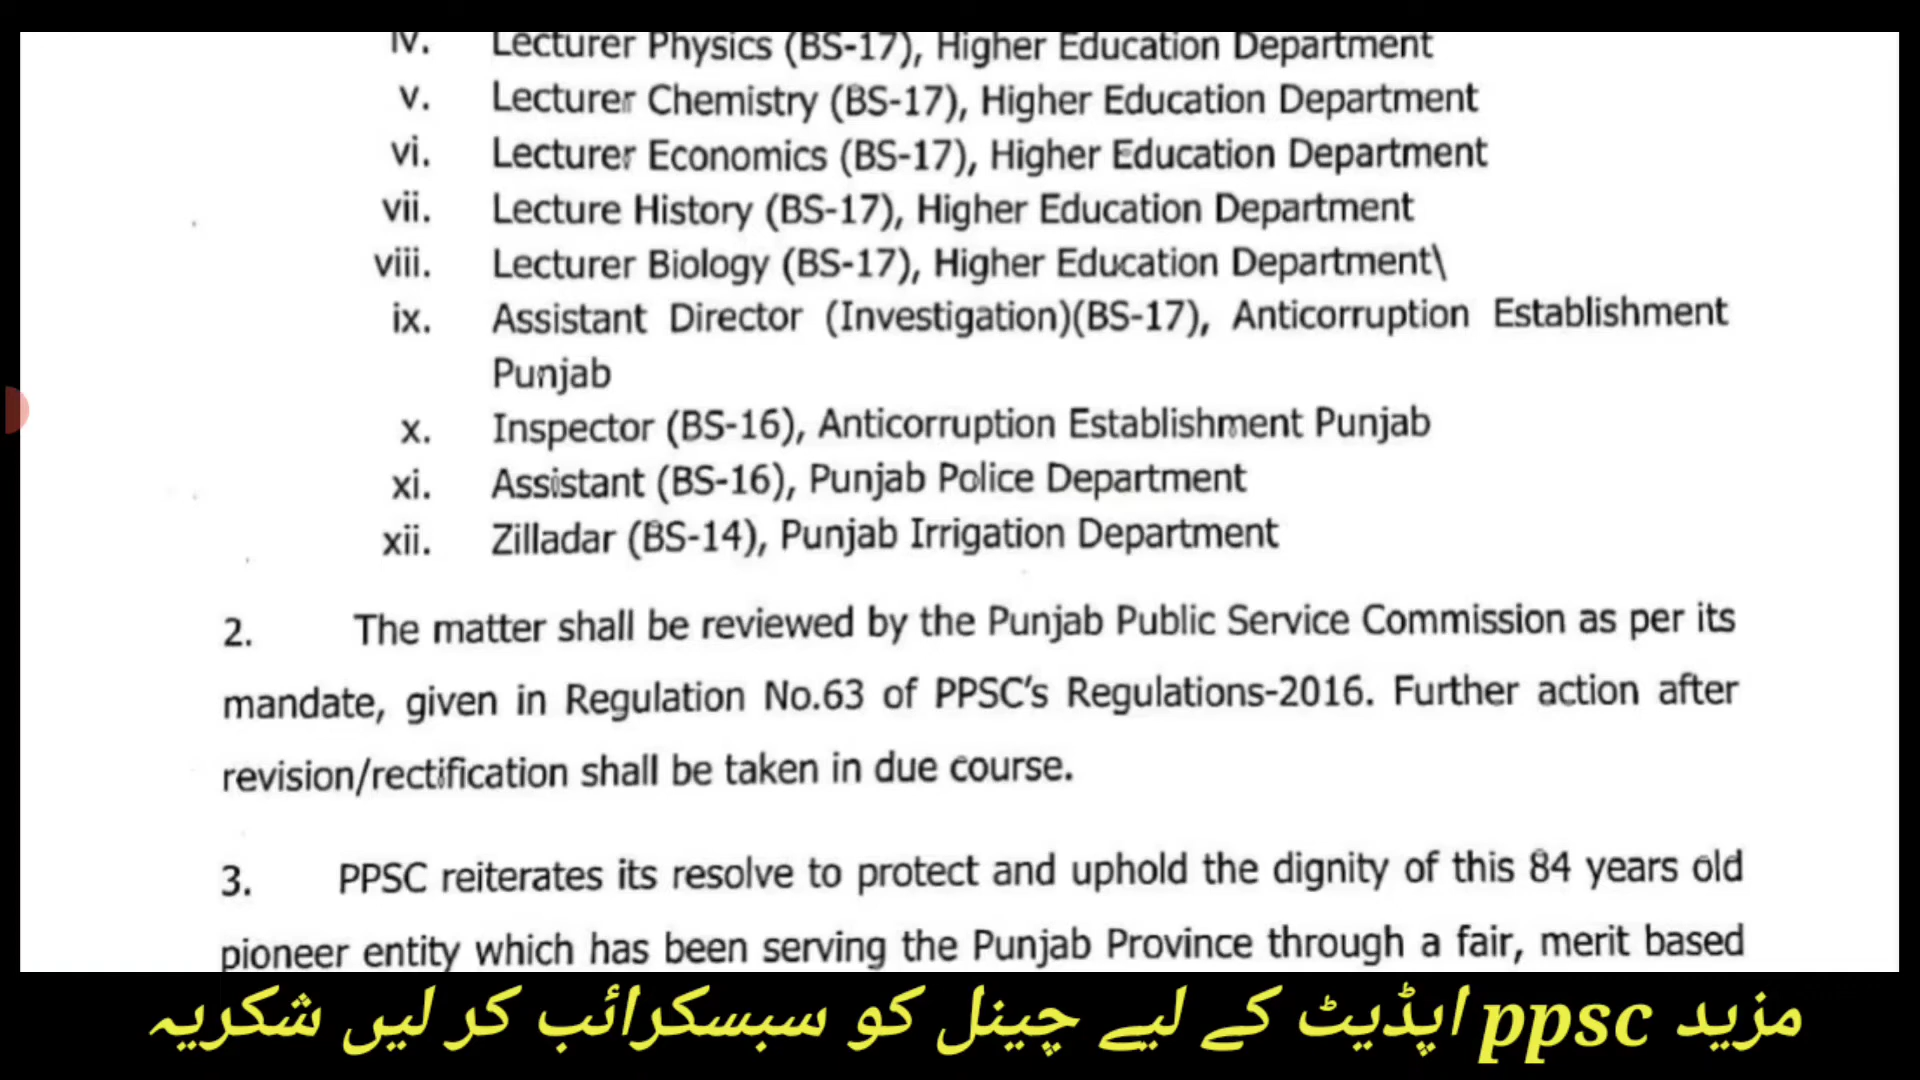 iv. Lecturer Physics (BS-17), Higher Education Department
v. Lecturer Chemistry (BS-17), Higher Education Department
vi. Lecturer Economics (BS-17), Higher Education Department
vii. Lecture History (BS-17), Higher Education Department
viii. Lecturer Biology (BS-17), Higher Education Department\
ix. Assistant Director (Investigation)(BS-17), Anticorruption Establishment
Punjab
x. Inspector (BS-16), Anticorruption Establishment Punjab
xi. Assistant (BS-16), Punjab Police Department
xii. Zilladar (BS-14), Punjab Irrigation Department
2. The matter shall be reviewed by the Punjab Public Service Commission as per its
mandate, given in Regulation No.63 of PPSC's Regulations-2016. Further action after
revision/rectification shall be taken in due course.
3. PPSC reiterates its resolve to protect and uphold the dignity of this 84 years old
pioneer entity which has been serving the Punjab Province through a fair, merit based
مزید ppsc اپڈیٹ کے لیے چینل کو سبسکرائب کر لیں شکریہ